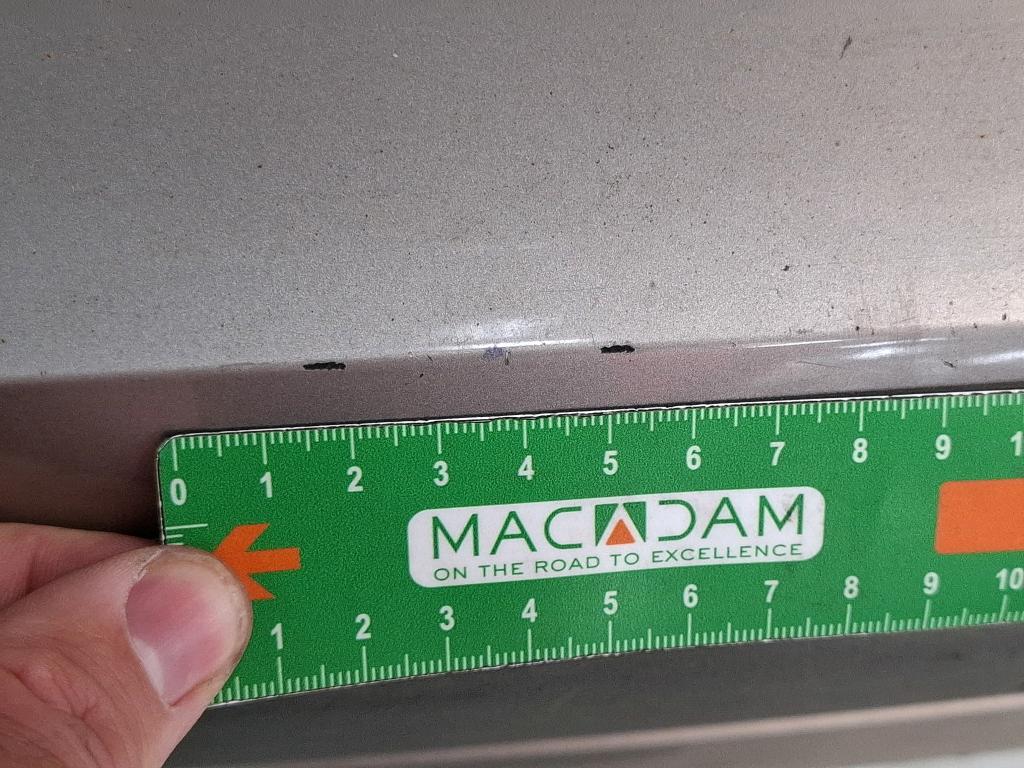 0 1 2 3 4 5 6 7 8 9
MACADAM
ON THE ROAD TO EXCELLENCE
1 2 3 4 5 6 7 8 9 10